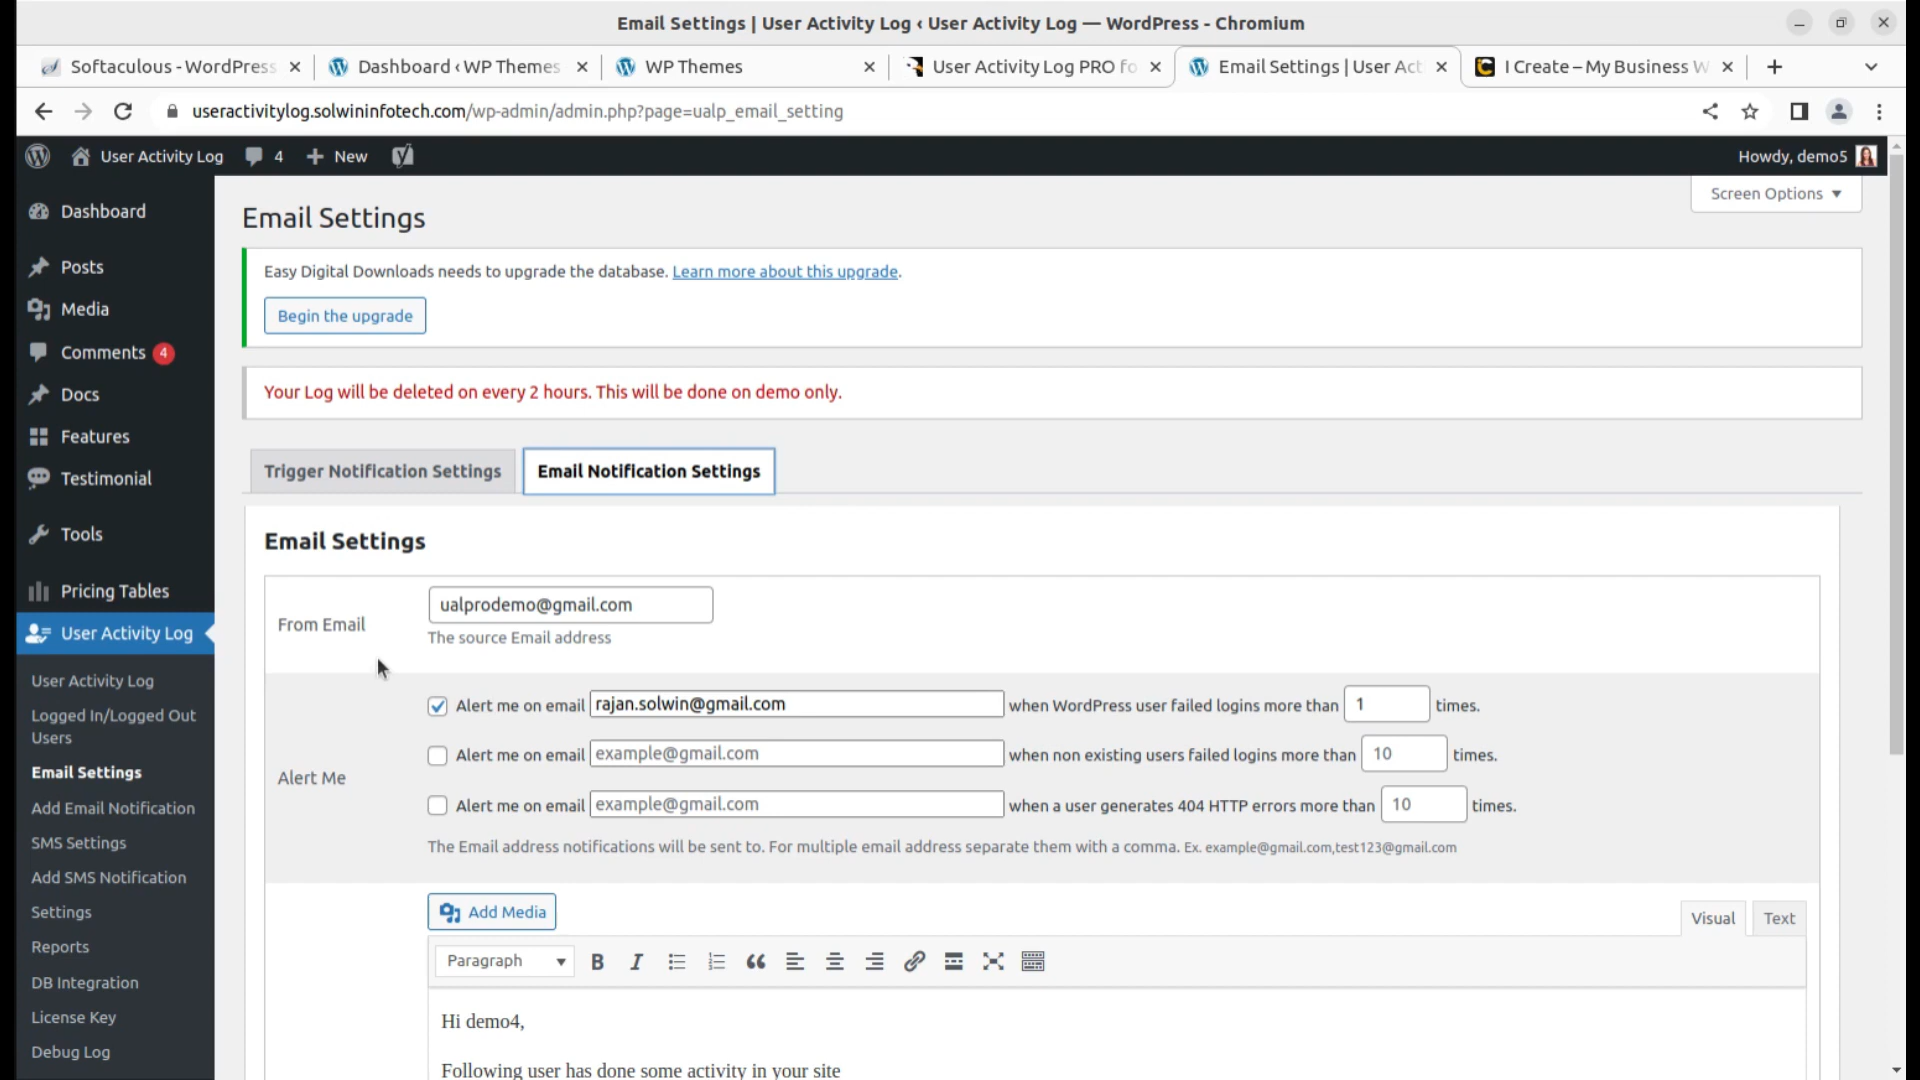 Email Settings | User Activity Log ‹ User Activity Log — WordPress - Chromium
Softaculous - WordPress
Dashboard ‹ WP Themes
WP Themes
User Activity Log PRO fo
Email Settings | User Act
I Create – My Business W
useractivitylog.solwininfotech.com/wp-admin/admin.php?page=ualp_email_setting
User Activity Log
4
New
Howdy, demo5
Screen Options
Dashboard
Posts
Media
Comments 4
Docs
Features
Testimonial
Tools
Pricing Tables
User Activity Log
User Activity Log
Logged In/Logged Out
Users
Email Settings
Add Email Notification
SMS Settings
Add SMS Notification
Settings
Reports
DB Integration
License Key
Debug Log
Email Settings
Easy Digital Downloads needs to upgrade the database. Learn more about this upgrade.
Begin the upgrade
Your Log will be deleted on every 2 hours. This will be done on demo only.
Trigger Notification Settings
Email Notification Settings
Email Settings
From Email
ualprodemo@gmail.com
The source Email address
Alert Me
Alert me on email rajan.solwin@gmail.com when WordPress user failed logins more than 1 times.
Alert me on email example@gmail.com when non existing users failed logins more than 10 times.
Alert me on email example@gmail.com when a user generates 404 HTTP errors more than 10 times.
The Email address notifications will be sent to. For multiple email address separate them with a comma. Ex. example@gmail.com,test123@gmail.com
Add Media
Visual
Text
Paragraph
Hi demo4,
Following user has done some activity in your site